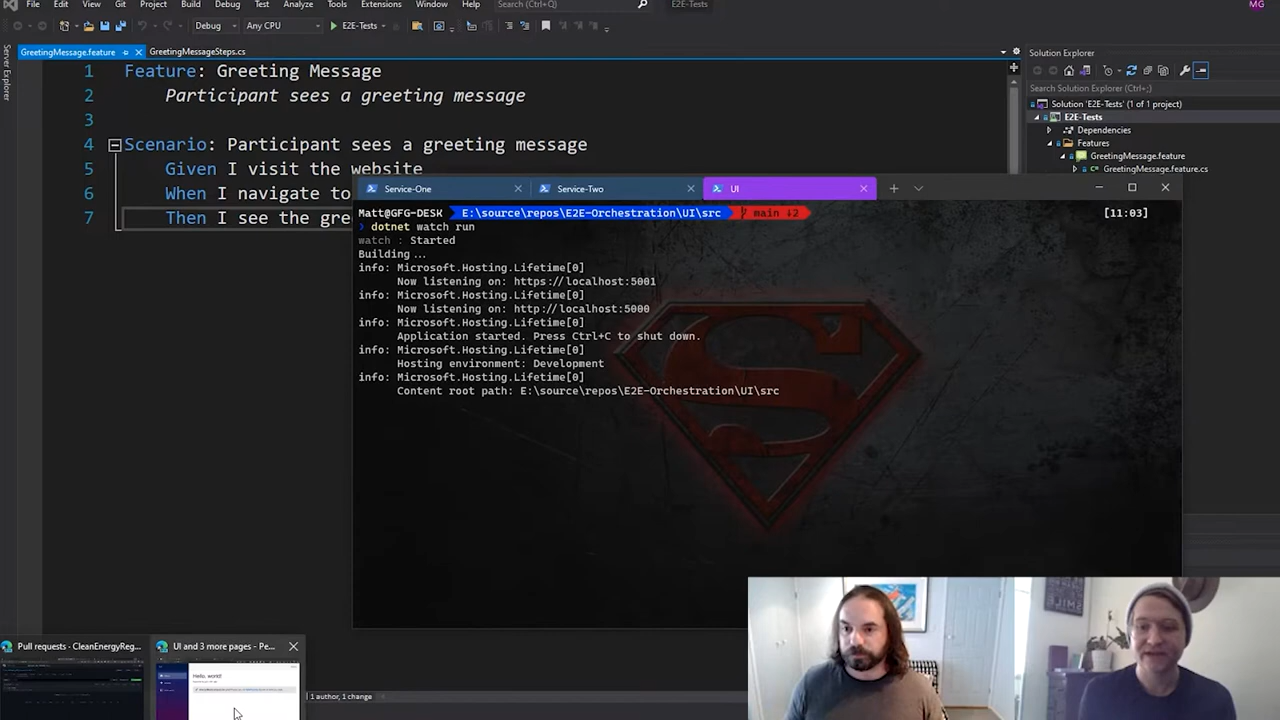 File Edit View Git Project Build Debug Test Analyze Tools Extensions Window Help Search (Ctrl+Q) E2E-Tests MG
Debug Any CPU E2E-Tests
GreetingMessage.feature GreetingMessageSteps.cs
Server Explorer
1 Feature: Greeting Message
2 Participant sees a greeting message
3
4 Scenario: Participant sees a greeting message
5 Given I visit the website
6 When I navigate to
7 Then I see the gre
Solution Explorer
Search Solution Explorer (Ctrl+;)
Solution 'E2E-Tests' (1 of 1 project)
E2E-Tests
Dependencies
Features
GreetingMessage.feature
GreetingMessage.feature.cs
Service-One Service-Two UI
Matt@GFG-DESK E:\source\repos\E2E-Orchestration\UI\src main ↓2 [11:03]
❯ dotnet watch run
watch : Started
Building...
info: Microsoft.Hosting.Lifetime[0]
Now listening on: https://localhost:5001
info: Microsoft.Hosting.Lifetime[0]
Now listening on: http://localhost:5000
info: Microsoft.Hosting.Lifetime[0]
Application started. Press Ctrl+C to shut down.
info: Microsoft.Hosting.Lifetime[0]
Hosting environment: Development
info: Microsoft.Hosting.Lifetime[0]
Content root path: E:\source\repos\E2E-Orchestration\UI\src
Pull requests - CleanEnergyReg... UI and 3 more pages - Pe...
Hello, world!
1 author, 1 change
SMILE